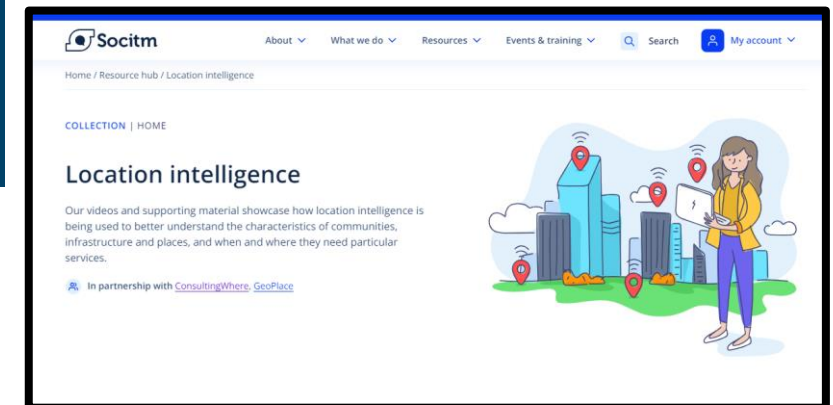 Socitm
About What we do Resources Events & training Search My account
Home / Resource hub / Location intelligence
COLLECTION | HOME
Location intelligence
Our videos and supporting material showcase how location intelligence is
being used to better understand the characteristics of communities,
infrastructure and places, and when and where they need particular
services.
In partnership with ConsultingWhere, GeoPlace